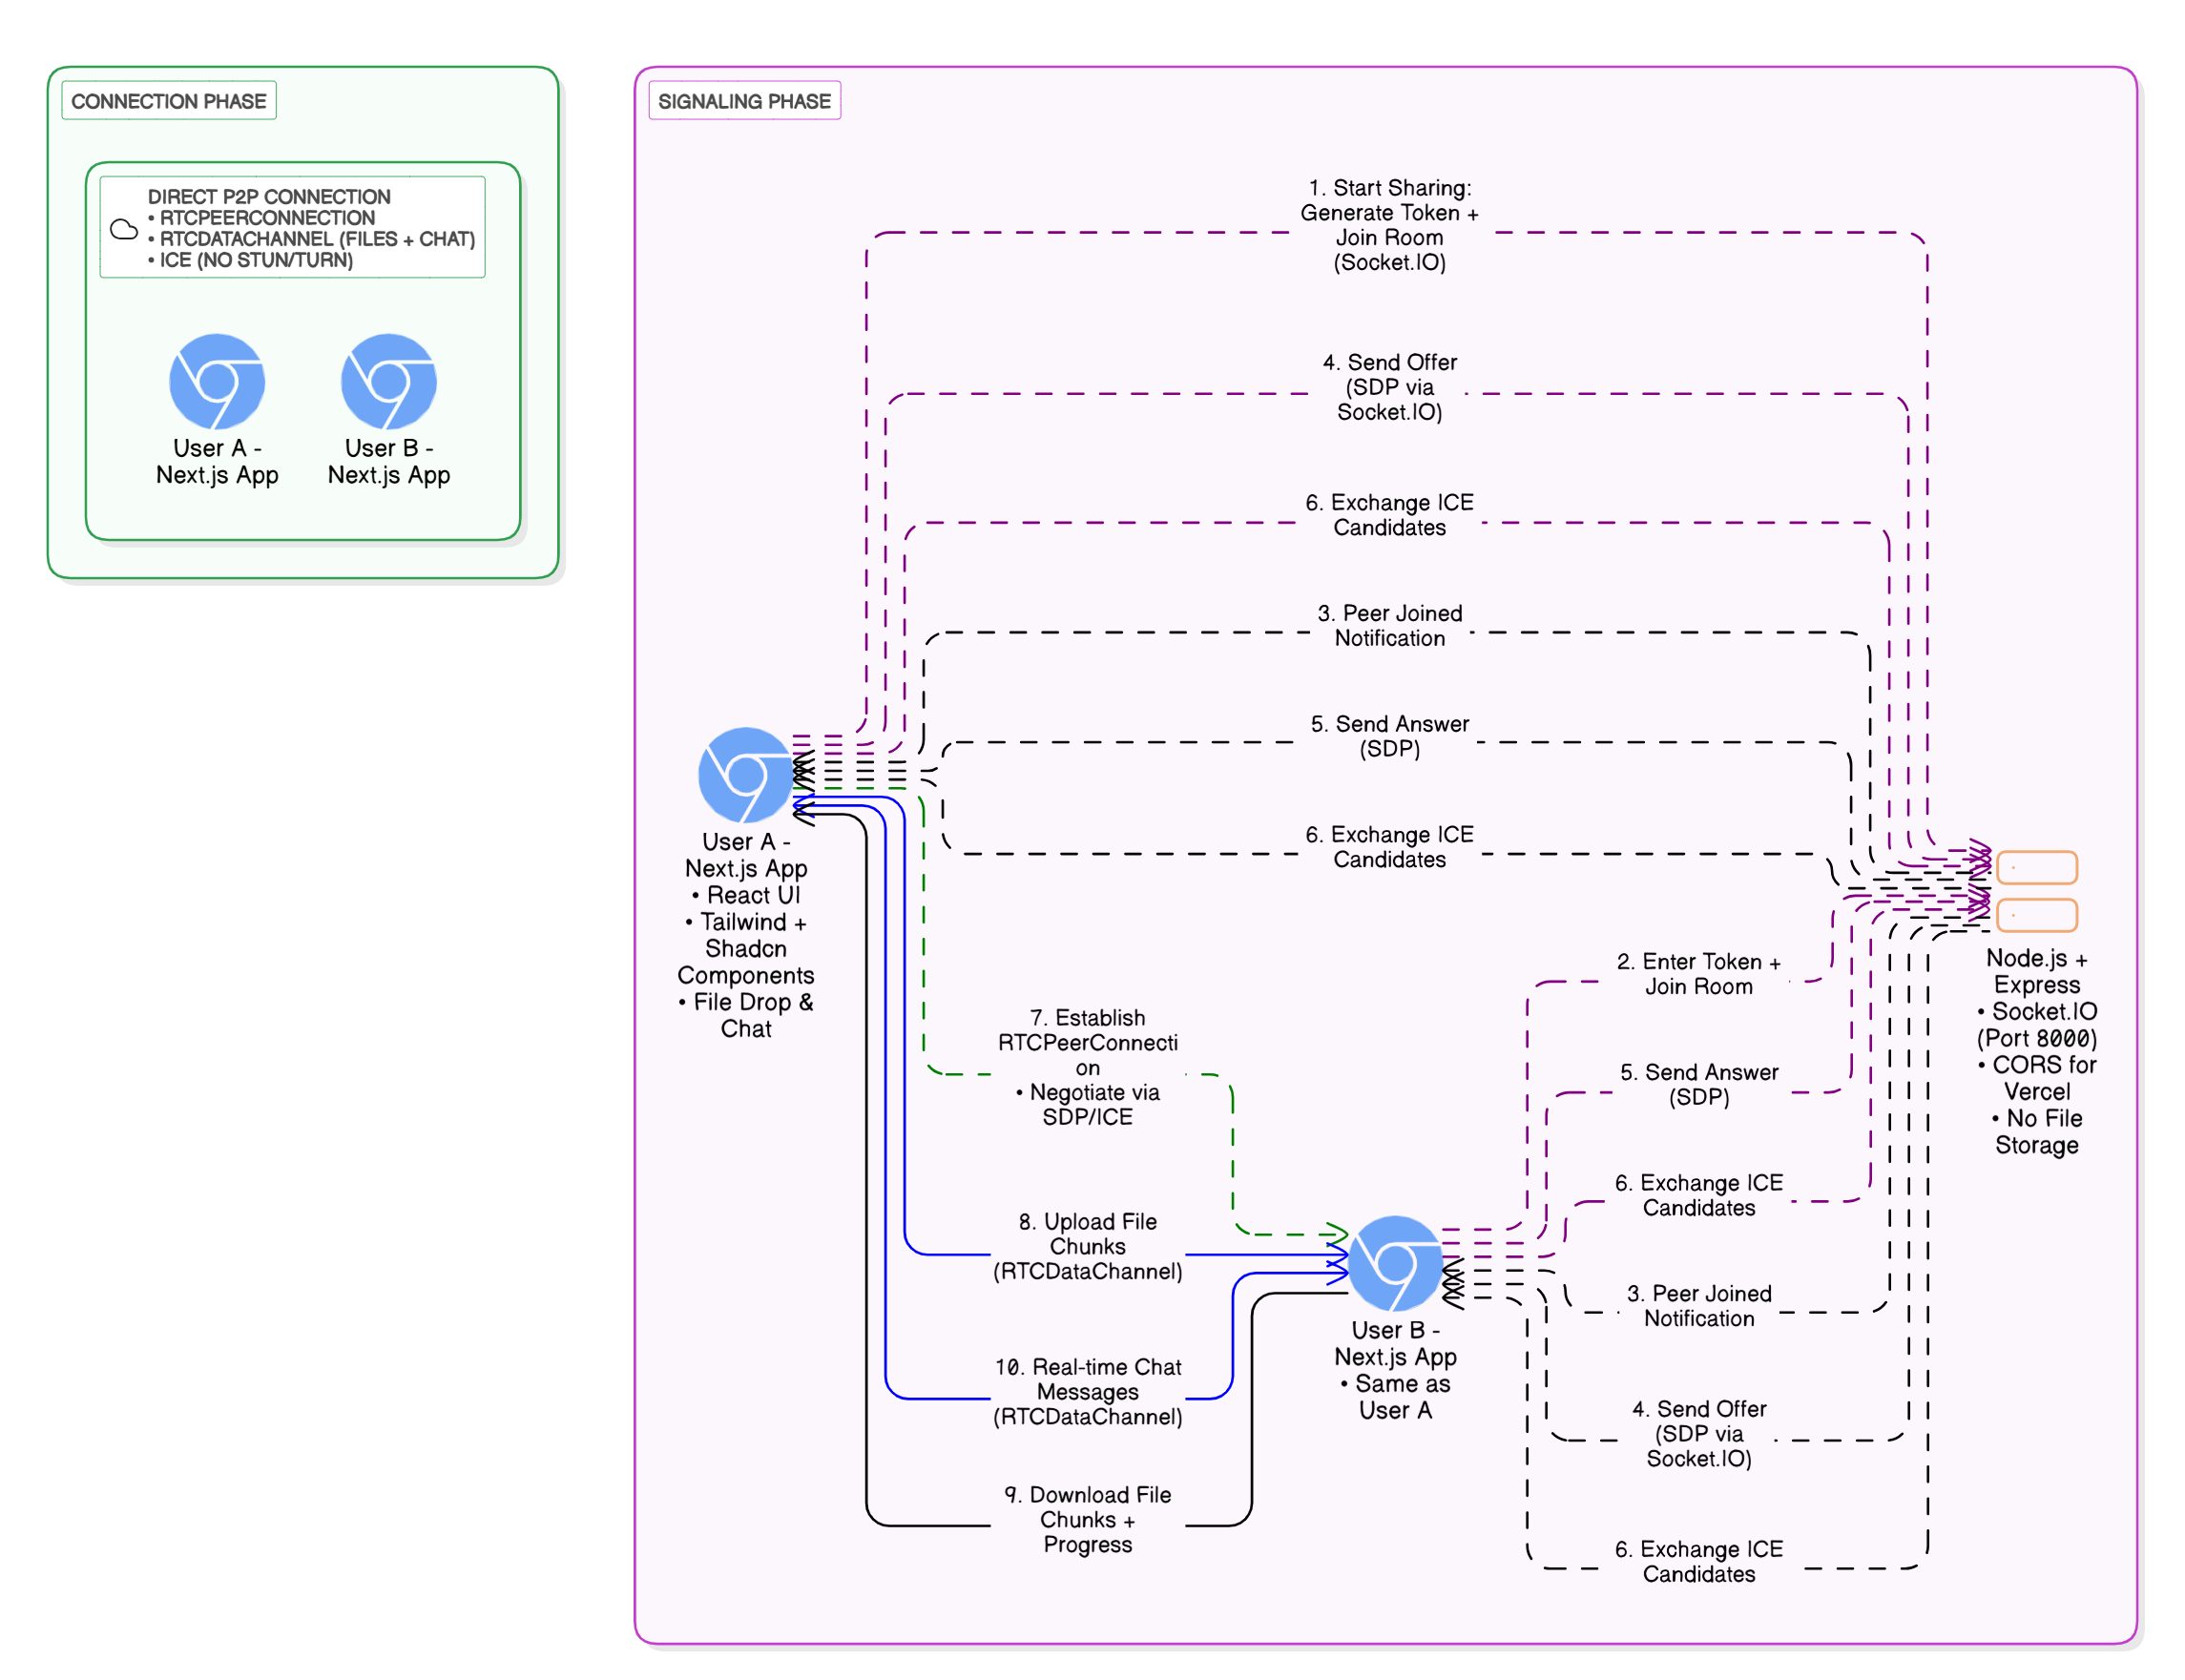 CONNECTION PHASE
DIRECT P2P CONNECTION
• RTCPEERCONNECTION
• RTCDATACHANNEL (FILES + CHAT)
• ICE (NO STUN/TURN)
User A -
Next.js App
User B -
Next.js App
SIGNALING PHASE
1. Start Sharing:
Generate Token +
Join Room
(Socket.IO)
4. Send Offer
(SDP via
Socket.IO)
6. Exchange ICE
Candidates
3. Peer Joined
Notification
5. Send Answer
(SDP)
6. Exchange ICE
Candidates
User A -
Next.js App
• React UI
• Tailwind +
Shadcn
Components
• File Drop &
Chat
Node.js +
Express
• Socket.IO
(Port 8000)
• CORS for
Vercel
• No File
Storage
2. Enter Token +
Join Room
7. Establish
RTCPeerConnecti
on
• Negotiate via
SDP/ICE
5. Send Answer
(SDP)
6. Exchange ICE
Candidates
8. Upload File
Chunks
(RTCDataChannel)
3. Peer Joined
Notification
User B -
Next.js App
• Same as
User A
10. Real-time Chat
Messages
(RTCDataChannel)
4. Send Offer
(SDP via
Socket.IO)
9. Download File
Chunks +
Progress
6. Exchange ICE
Candidates